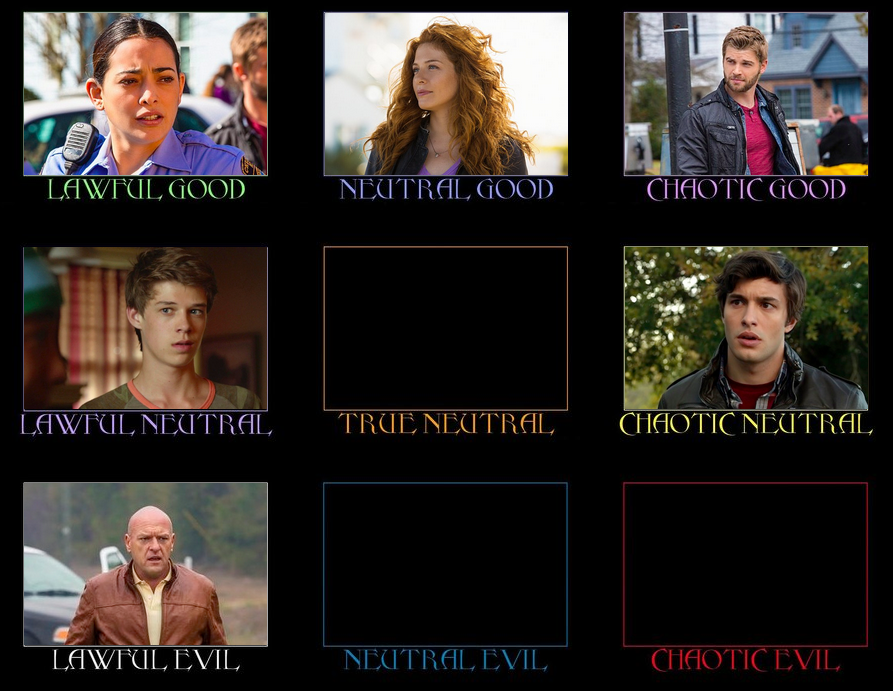 LAWFUL GOOD
NEUTRAL GOOD
CHAOTIC GOOD
LAWFUL NEUTRAL
TRUE NEUTRAL
CHAOTIC NEUTRAL
LAWFUL EVIL
NEUTRAL EVIL
CHAOTIC EVIL